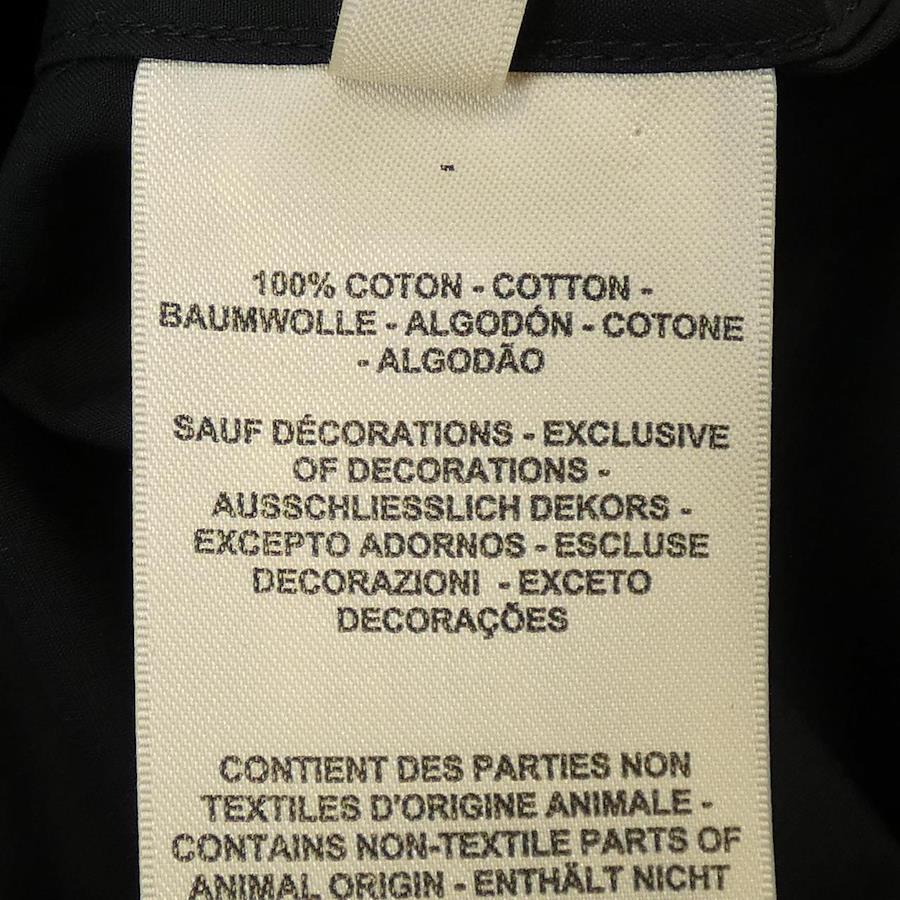 100% COTON - COTTON -
BAUMWOLLE - ALGODÓN - COTONE
- ALGODÃO
SAUF DÉCORATIONS - EXCLUSIVE
OF DECORATIONS -
AUSSCHLIESSLICH DEKORS -
EXCEPTO ADORNOS - ESCLUSE
DECORAZIONI - EXCETO
DECORAÇÕES
CONTIENT DES PARTIES NON
TEXTILES D'ORIGINE ANIMALE -
CONTAINS NON-TEXTILE PARTS OF
ANIMAL ORIGIN - ENTHÄLT NICHT